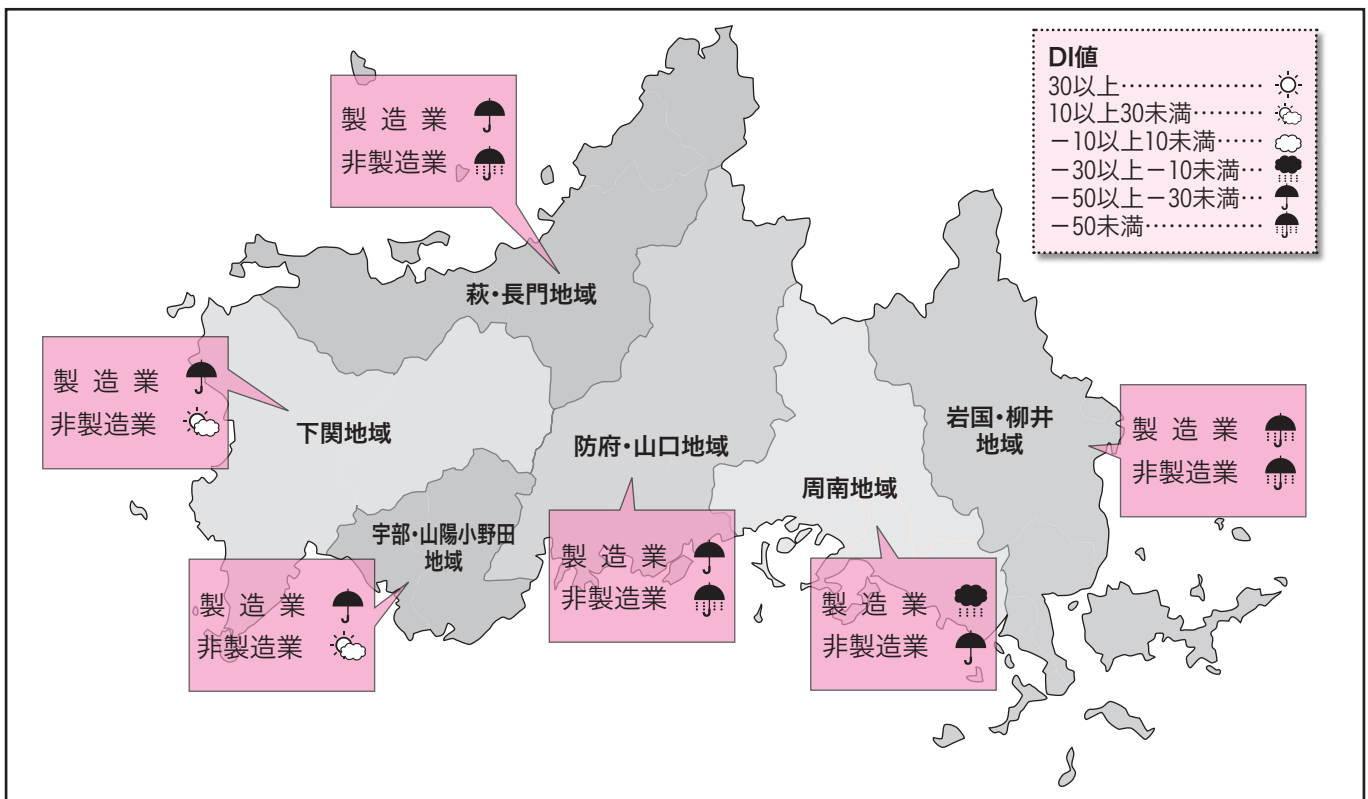 DI値
30以上………………
10以上30未満………
－10以上10未満……
－30以上－10未満…
－50以上－30未満…
－50未満……………
製造業
非製造業
萩・長門地域
製造業
非製造業
下関地域
防府・山口地域
岩国・柳井
地域
製造業
非製造業
周南地域
宇部・山陽小野田
地域
製造業
非製造業
製造業
非製造業
製造業
非製造業